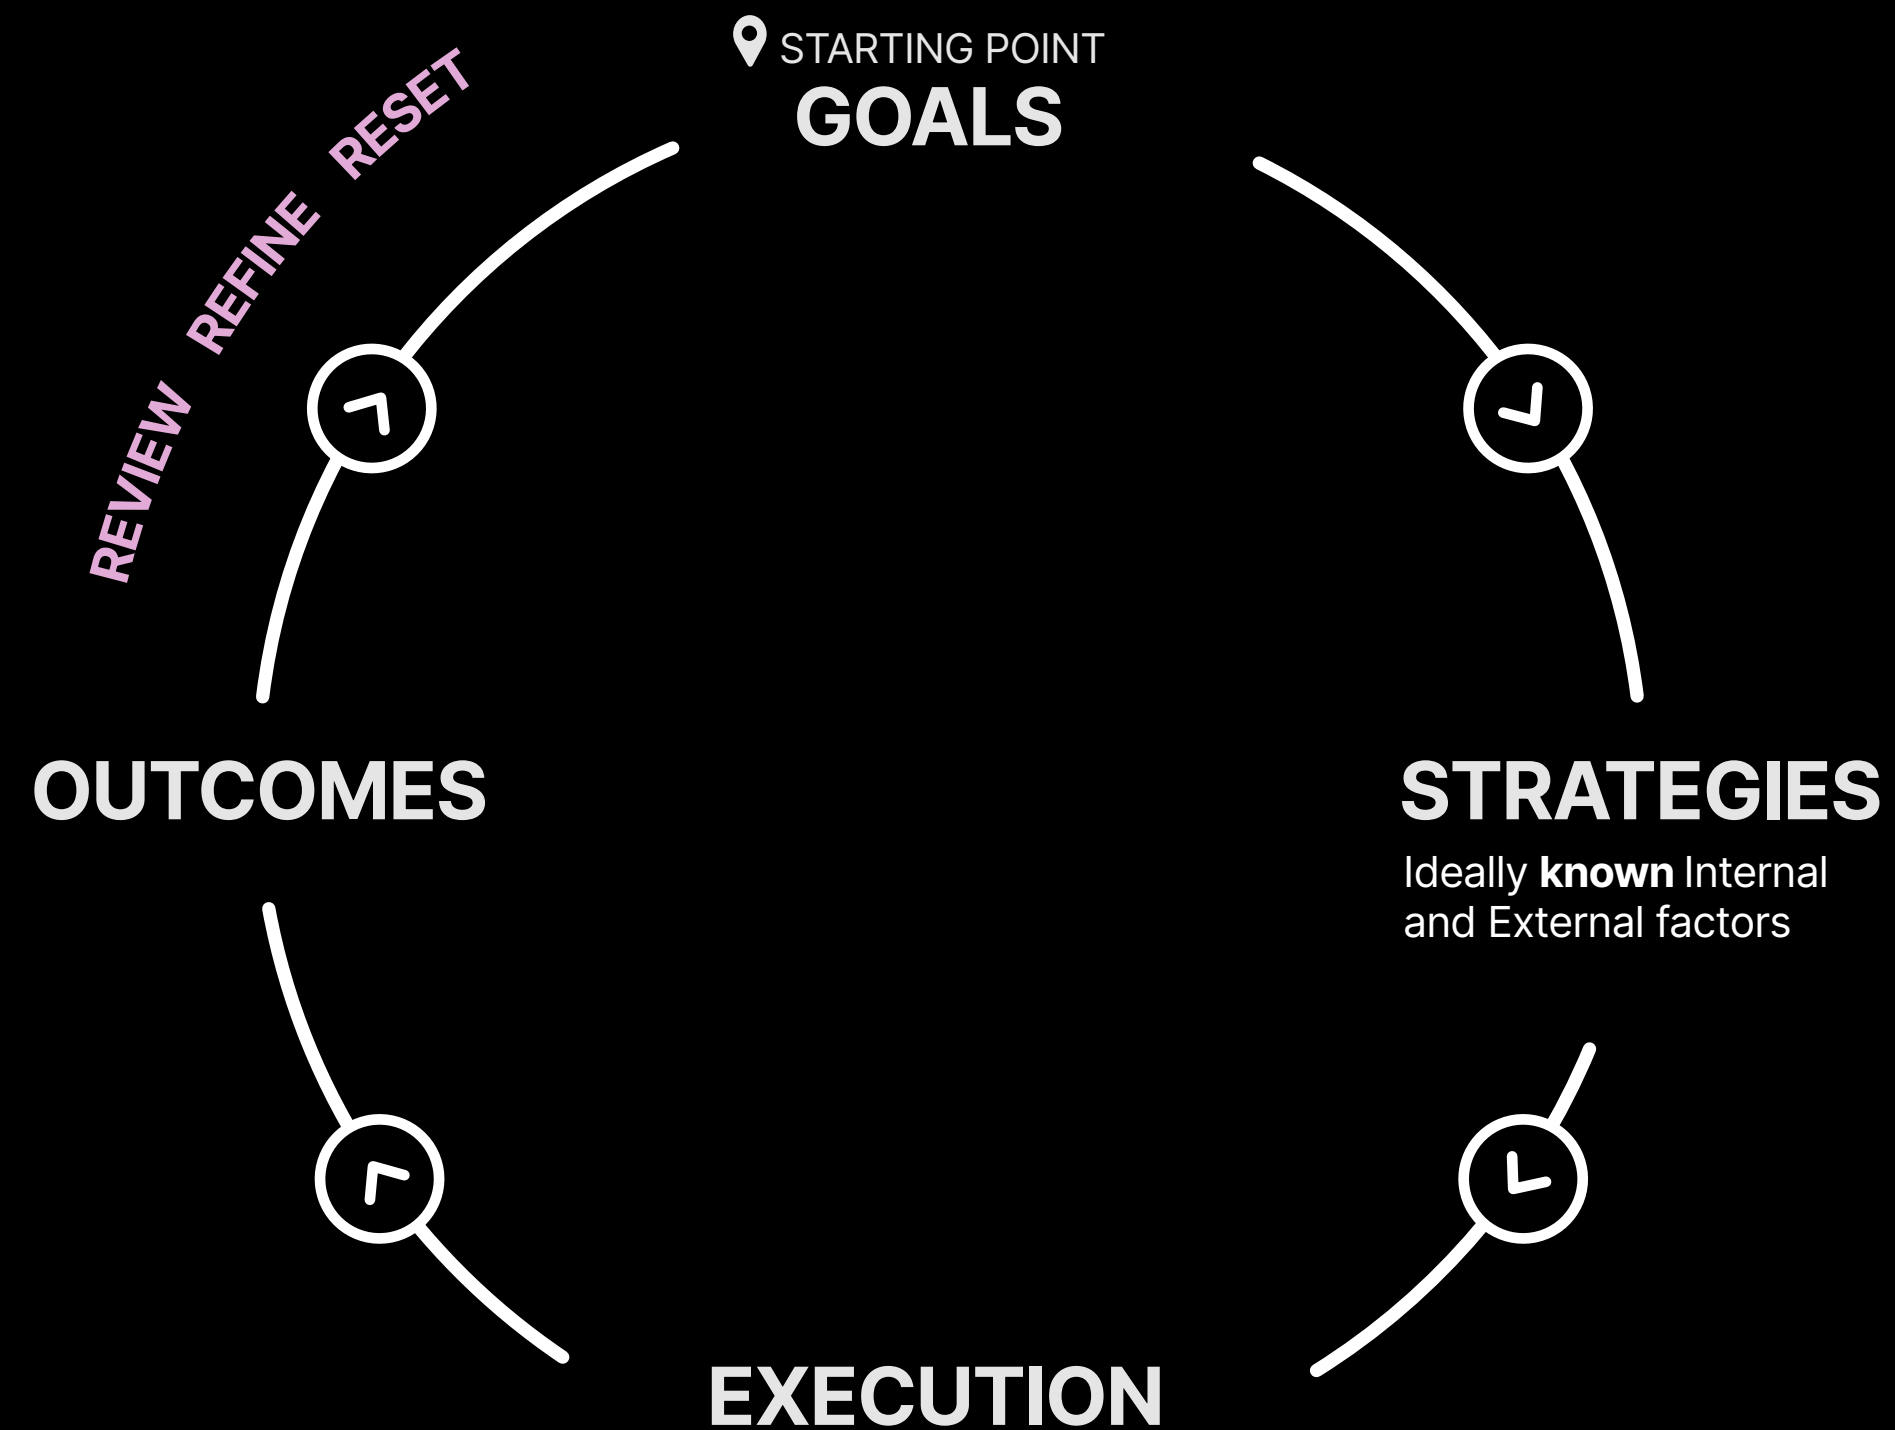 STARTING POINT
GOALS
REVIEW REFINE RESET
OUTCOMES
STRATEGIES
Ideally known Internal
and External factors
EXECUTION